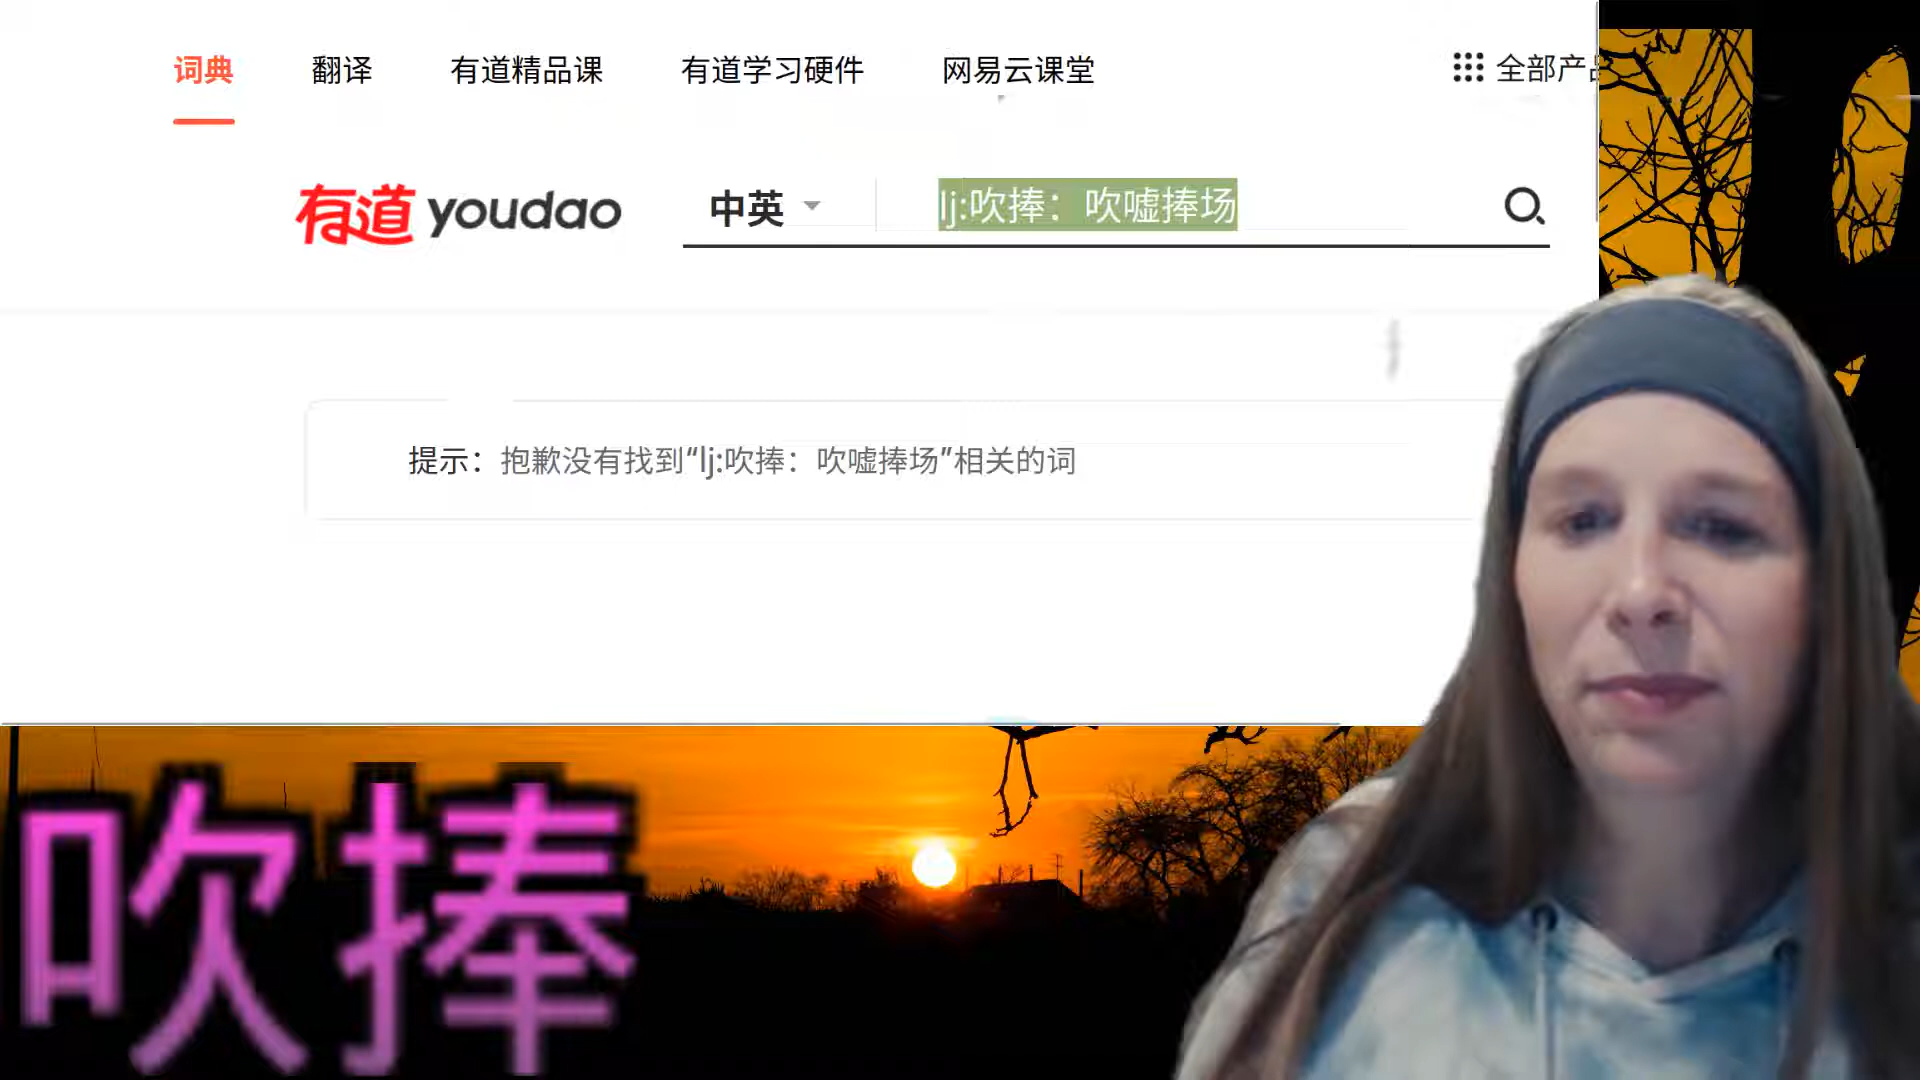 词典 翻译 有道精品课 有道学习硬件 网易云课堂 全部产品
有道 youdao 中英 lj:吹捧：吹嘘捧场
提示：抱歉没有找到“lj:吹捧：吹嘘捧场”相关的词
吹捧